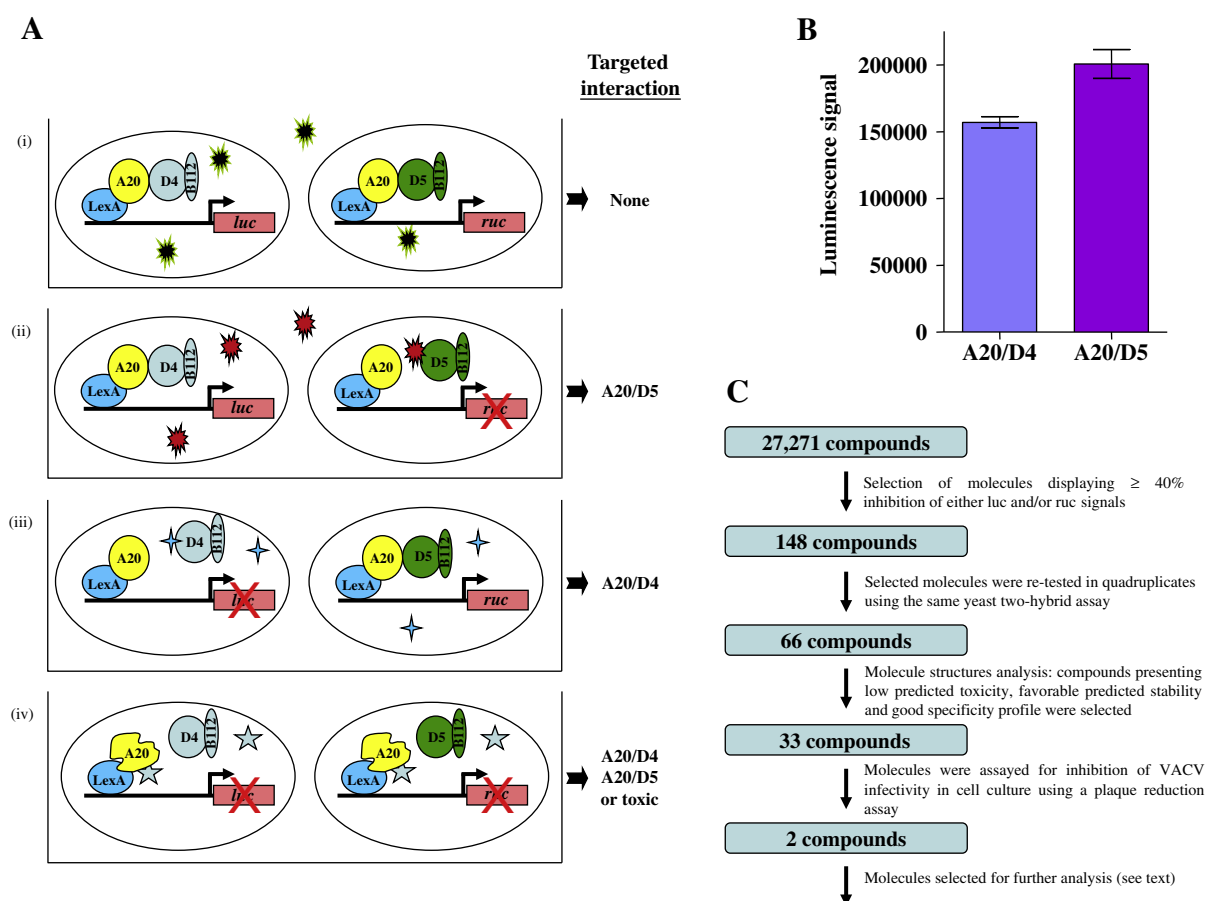 A
Targeted
interaction
(i)
A20
D4
B112
LexA
luc
A20
D5
B112
LexA
ruc
None
(ii)
A20
D4
B112
LexA
luc
A20
D5
B112
LexA
ruc
A20/D5
(iii)
A20
D4
B112
LexA
luc
A20
D5
B112
LexA
ruc
A20/D4
(iv)
A20
D4
B112
LexA
luc
A20
D5
B112
LexA
ruc
A20/D4
A20/D5
or toxic
B
Luminescence signal
200000
150000
100000
50000
0
A20/D4 A20/D5
C
27,271 compounds
Selection of molecules displaying ≥ 40%
inhibition of either luc and/or ruc signals
148 compounds
Selected molecules were re-tested in quadruplicates
using the same yeast two-hybrid assay
66 compounds
Molecule structures analysis: compounds presenting
low predicted toxicity, favorable predicted stability
and good specificity profile were selected
33 compounds
Molecules were assayed for inhibition of VACV
infectivity in cell culture using a plaque reduction
assay
2 compounds
Molecules selected for further analysis (see text)